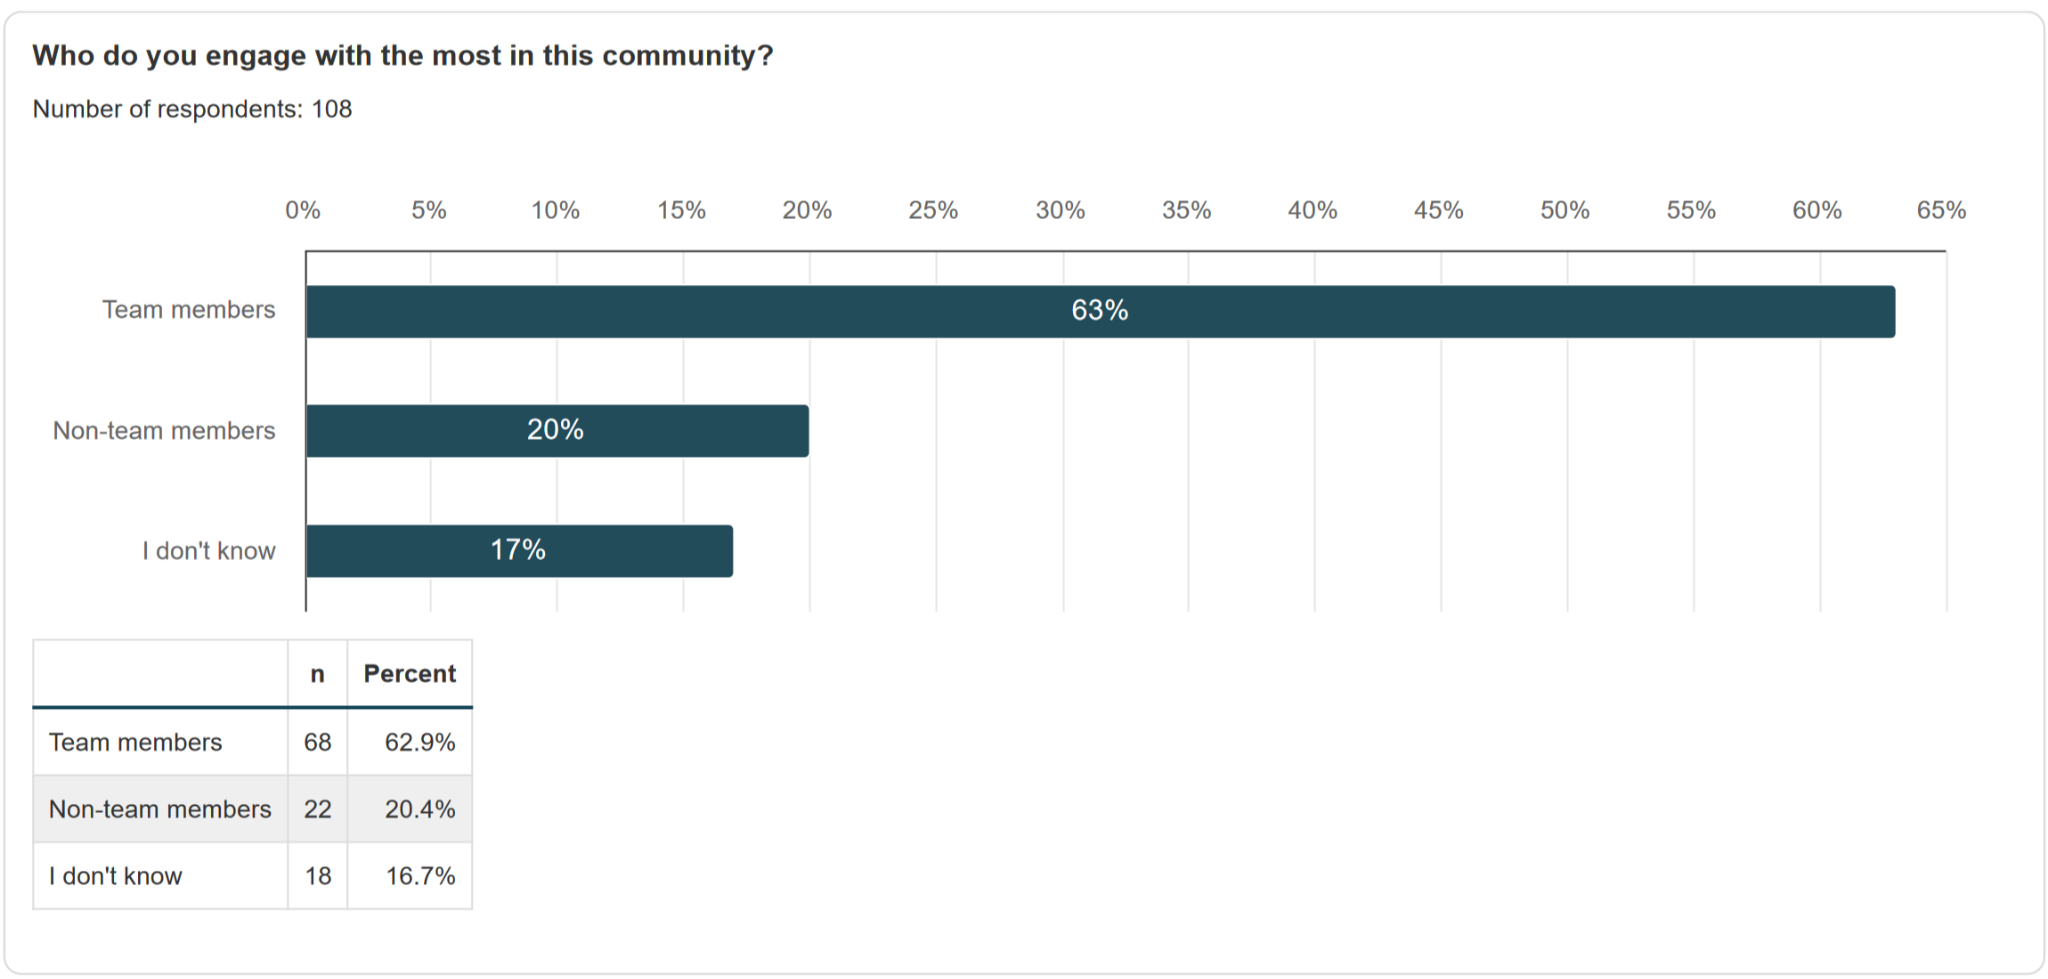 Who do you engage with the most in this community?
Number of respondents: 108
0% 5% 10% 15% 20% 25% 30% 35% 40% 45% 50% 55% 60% 65%
Team members 63%
Non-team members 20%
I don't know 17%
n Percent
Team members 68 62.9%
Non-team members 22 20.4%
I don't know 18 16.7%